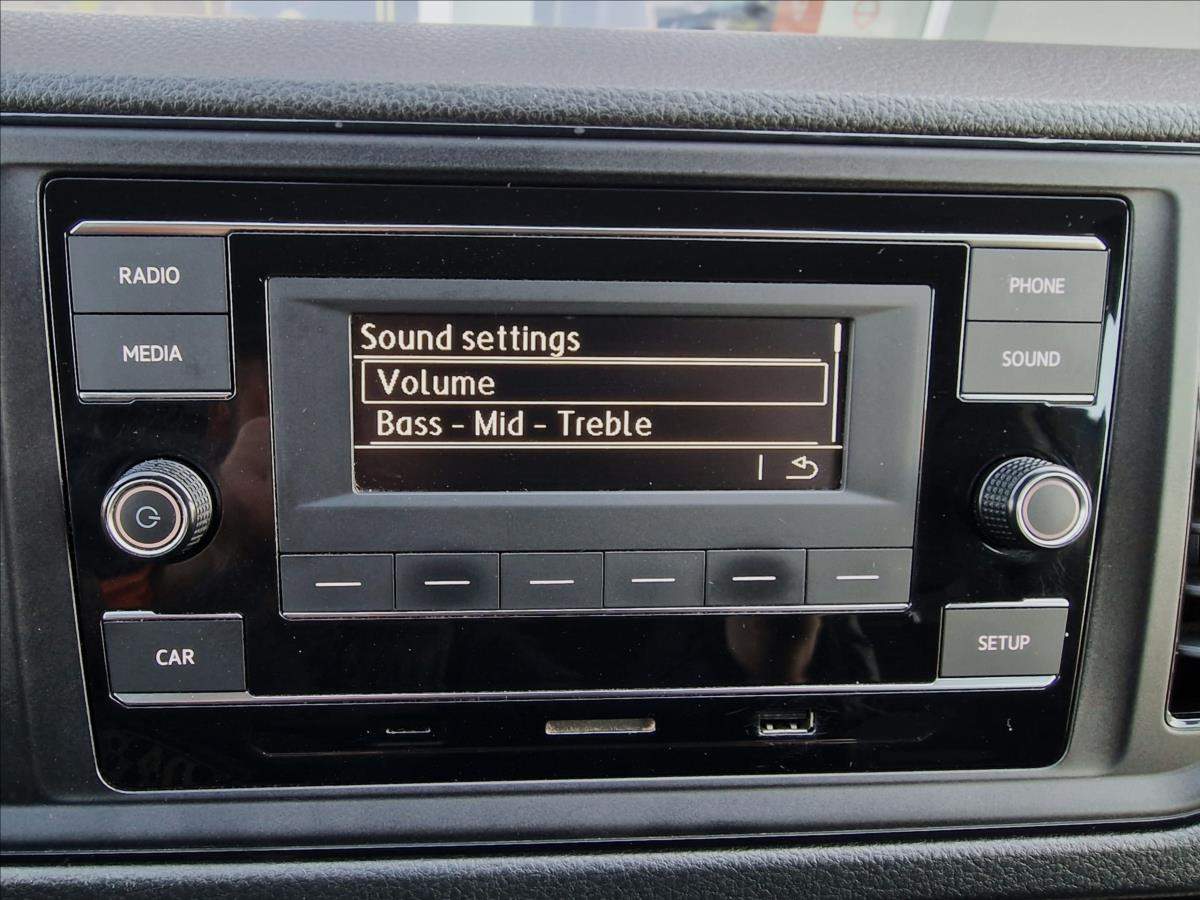 RADIO
MEDIA
PHONE
SOUND
Sound settings
Volume
Bass - Mid - Treble
CAR
SETUP